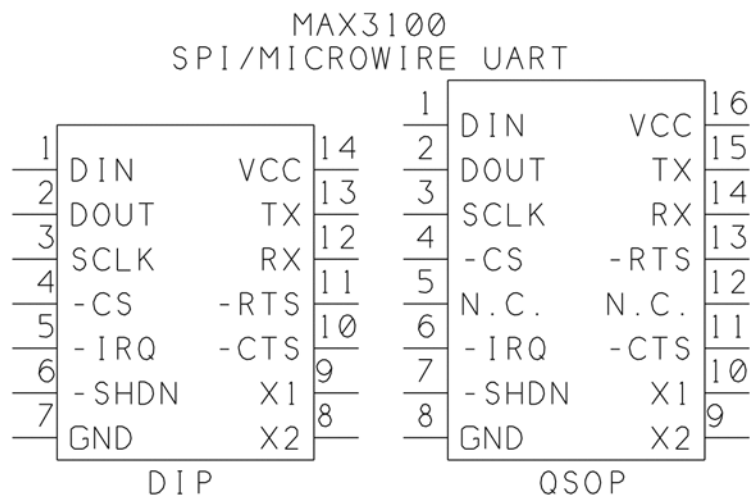 MAX3100
SPI/MICROWIRE UART
1 DIN VCC 14
2 DOUT TX 13
3 SCLK RX 12
4 -CS -RTS 11
5 -IRQ -CTS 10
6 -SHDN X1 9
7 GND X2 8
DIP
1 DIN VCC 16
2 DOUT TX 15
3 SCLK RX 14
4 -CS -RTS 13
5 N.C. N.C. 12
6 -IRQ -CTS 11
7 -SHDN X1 10
8 GND X2 9
QSOP